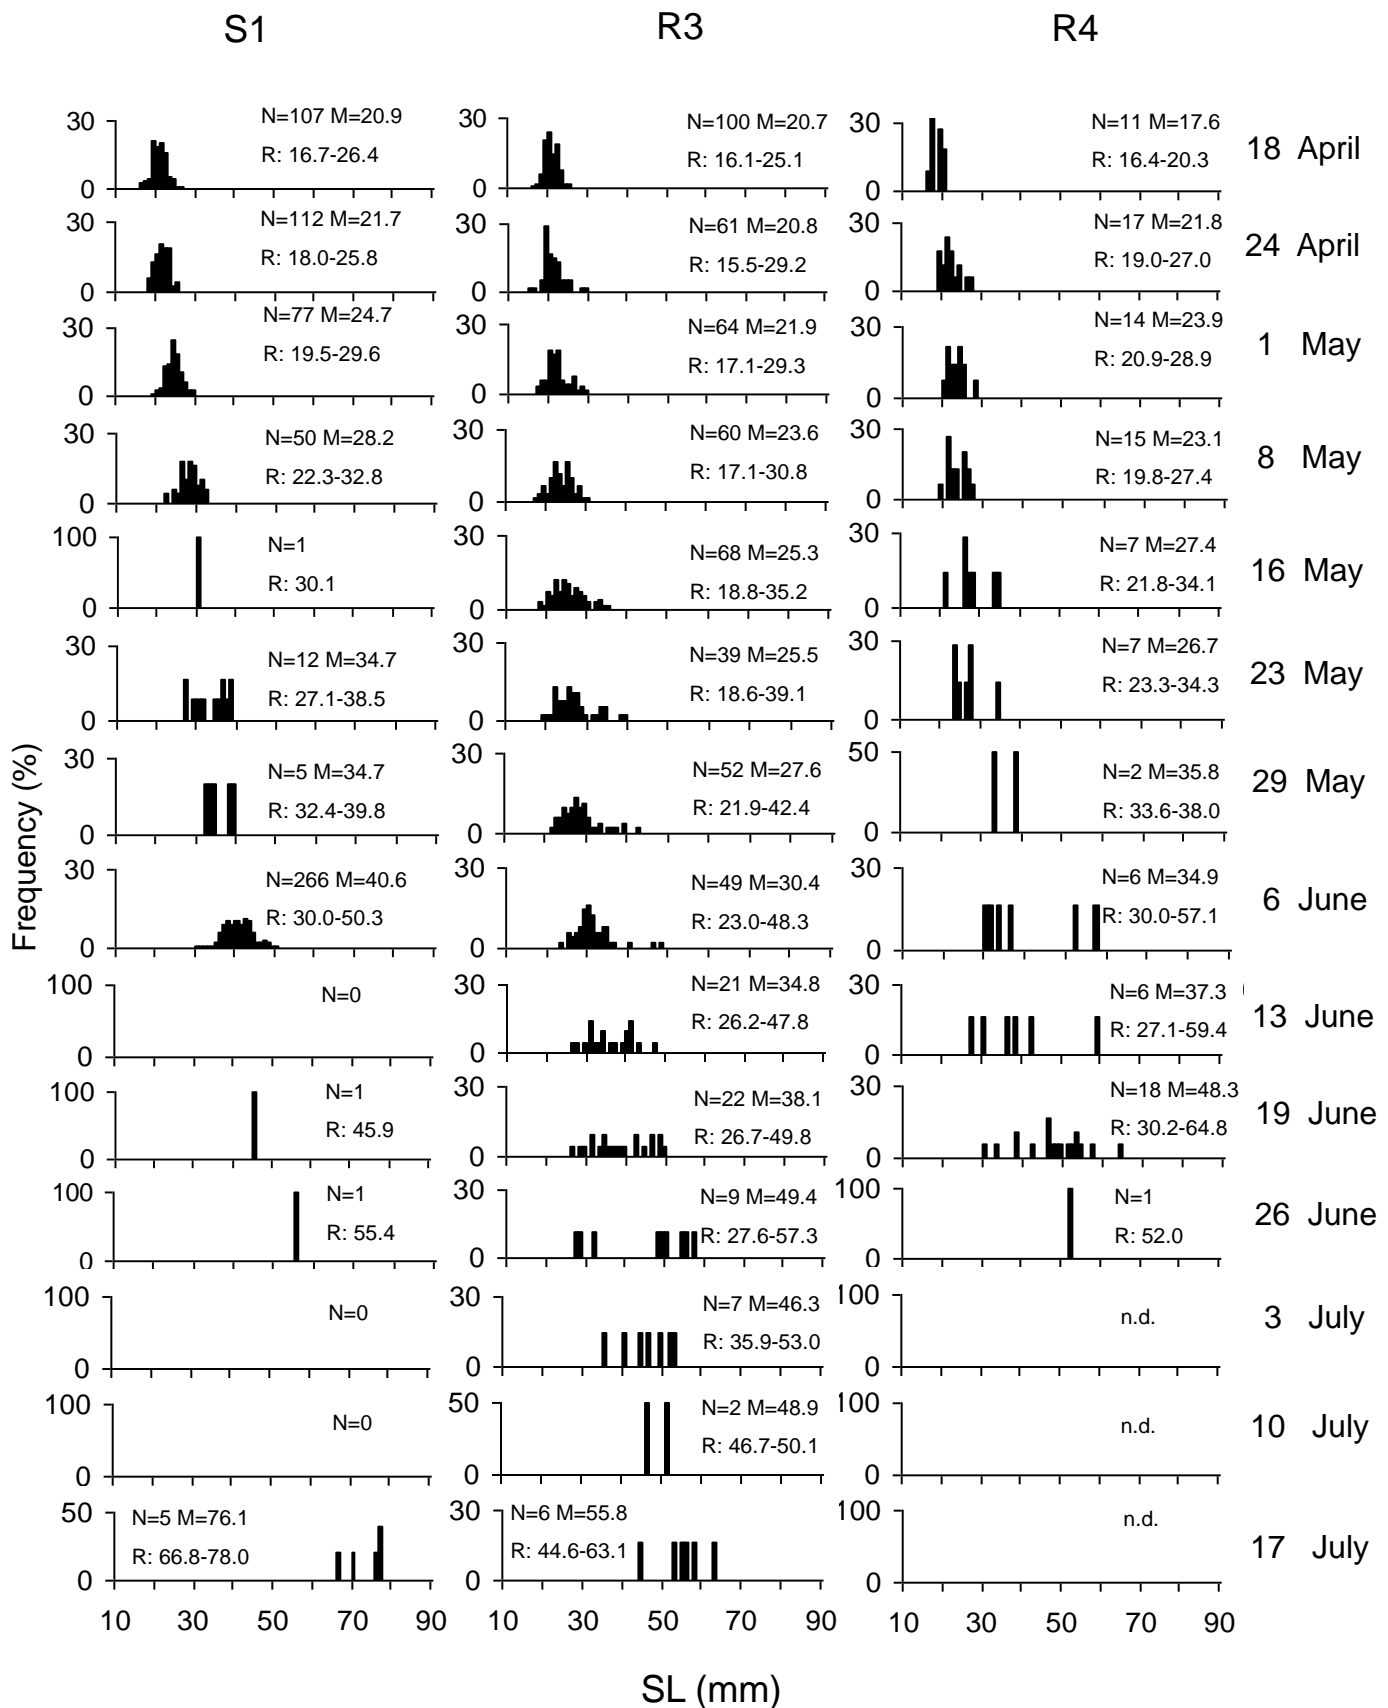 S1 R3 R4
30 N=107 M=20.9 30 N=100 M=20.7 30 N=11 M=17.6 18 April
R: 16.7-26.4 R: 16.1-25.1 R: 16.4-20.3
0 0 0
30 N=112 M=21.7 30 N=61 M=20.8 30 N=17 M=21.8 24 April
R: 18.0-25.8 R: 15.5-29.2 R: 19.0-27.0
0 0 0
30 N=77 M=24.7 30 N=64 M=21.9 30 N=14 M=23.9 1 May
R: 19.5-29.6 R: 17.1-29.3 R: 20.9-28.9
0 0 0
30 N=50 M=28.2 30 N=60 M=23.6 30 N=15 M=23.1 8 May
R: 22.3-32.8 R: 17.1-30.8 R: 19.8-27.4
0 0 0
100 N=1 30 N=68 M=25.3 30 N=7 M=27.4 16 May
R: 30.1 R: 18.8-35.2 R: 21.8-34.1
0 0 0
30 N=12 M=34.7 30 N=39 M=25.5 30 N=7 M=26.7 23 May
R: 27.1-38.5 R: 18.6-39.1 R: 23.3-34.3
0 0 0
30 N=5 M=34.7 30 N=52 M=27.6 50 N=2 M=35.8 29 May
R: 32.4-39.8 R: 21.9-42.4 R: 33.6-38.0
0 0 0
Frequency (%)
30 N=266 M=40.6 30 N=49 M=30.4 30 N=6 M=34.9 6 June
R: 30.0-50.3 R: 23.0-48.3 R: 30.0-57.1
0 0 0
100 N=0 30 N=21 M=34.8 30 N=6 M=37.3 13 June
R: 26.2-47.8 R: 27.1-59.4
0 0 0
100 N=1 30 N=22 M=38.1 30 N=18 M=48.3 19 June
R: 45.9 R: 26.7-49.8 R: 30.2-64.8
0 0 0
100 N=1 30 N=9 M=49.4 100 N=1 26 June
R: 55.4 R: 27.6-57.3 R: 52.0
0 0 0
100 N=0 30 N=7 M=46.3 100 n.d. 3 July
R: 35.9-53.0
0 0 0
100 N=0 50 N=2 M=48.9 100 n.d. 10 July
R: 46.7-50.1
0 0 0
50 N=5 M=76.1 30 N=6 M=55.8 100 n.d. 17 July
R: 66.8-78.0 R: 44.6-63.1
0 0 0
10 30 50 70 90 10 30 50 70 90 10 30 50 70 90
SL (mm)